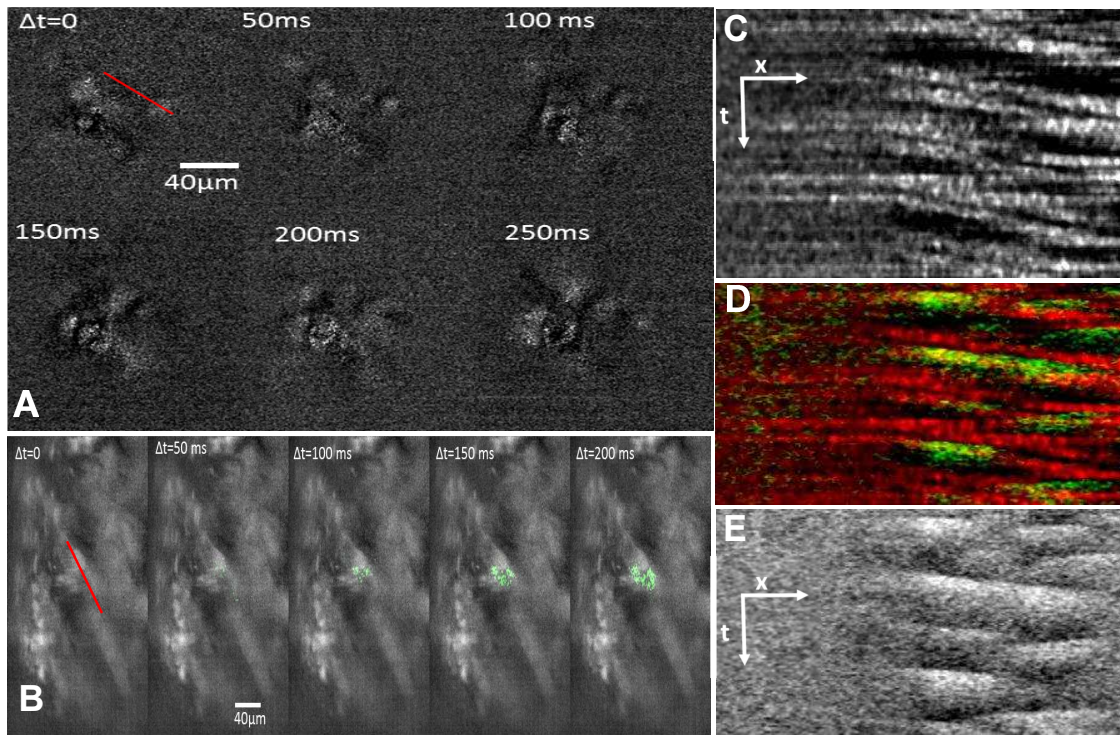 Δt=0
50ms
100 ms
40µm
150ms
200ms
250ms
A
Δt=0
Δt=50 ms
Δt=100 ms
Δt=150 ms
Δt=200 ms
B
40µm
C
x
t
D
E
x
t